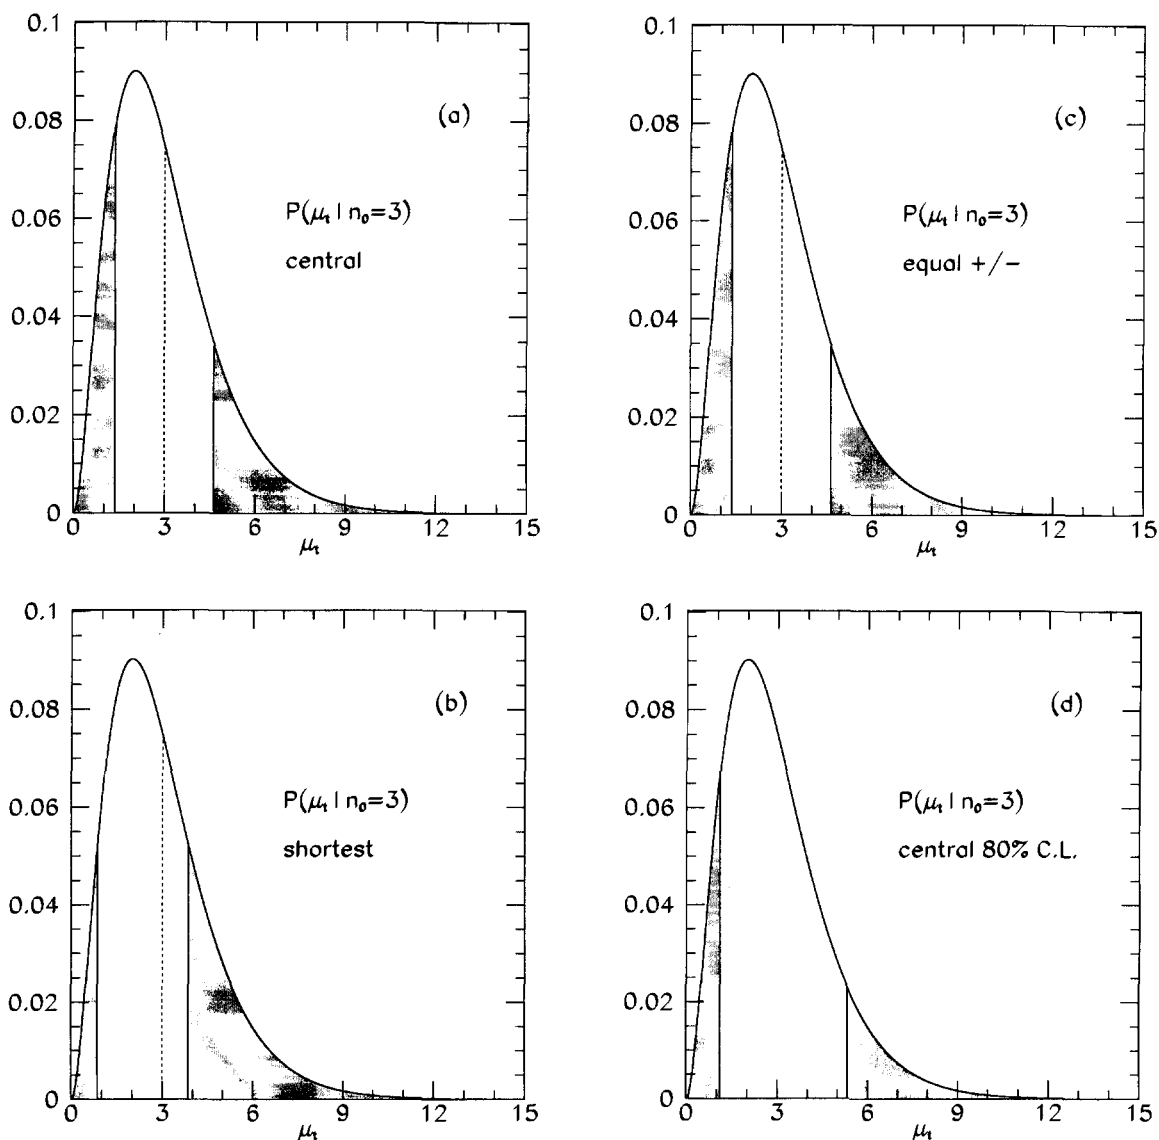 0.1
0.08
0.06
0.04
0.02
0
(a)
P(μₜ | n₀=3)
central
0 3 6 9 12 15
μₜ
0.1
0.08
0.06
0.04
0.02
0
(c)
P(μₜ | n₀=3)
equal +/−
0 3 6 9 12 15
μₜ
0.1
0.08
0.06
0.04
0.02
0
(b)
P(μₜ | n₀=3)
shortest
0 3 6 9 12 15
μₜ
0.1
0.08
0.06
0.04
0.02
0
(d)
P(μₜ | n₀=3)
central 80% C.L.
0 3 6 9 12 15
μₜ